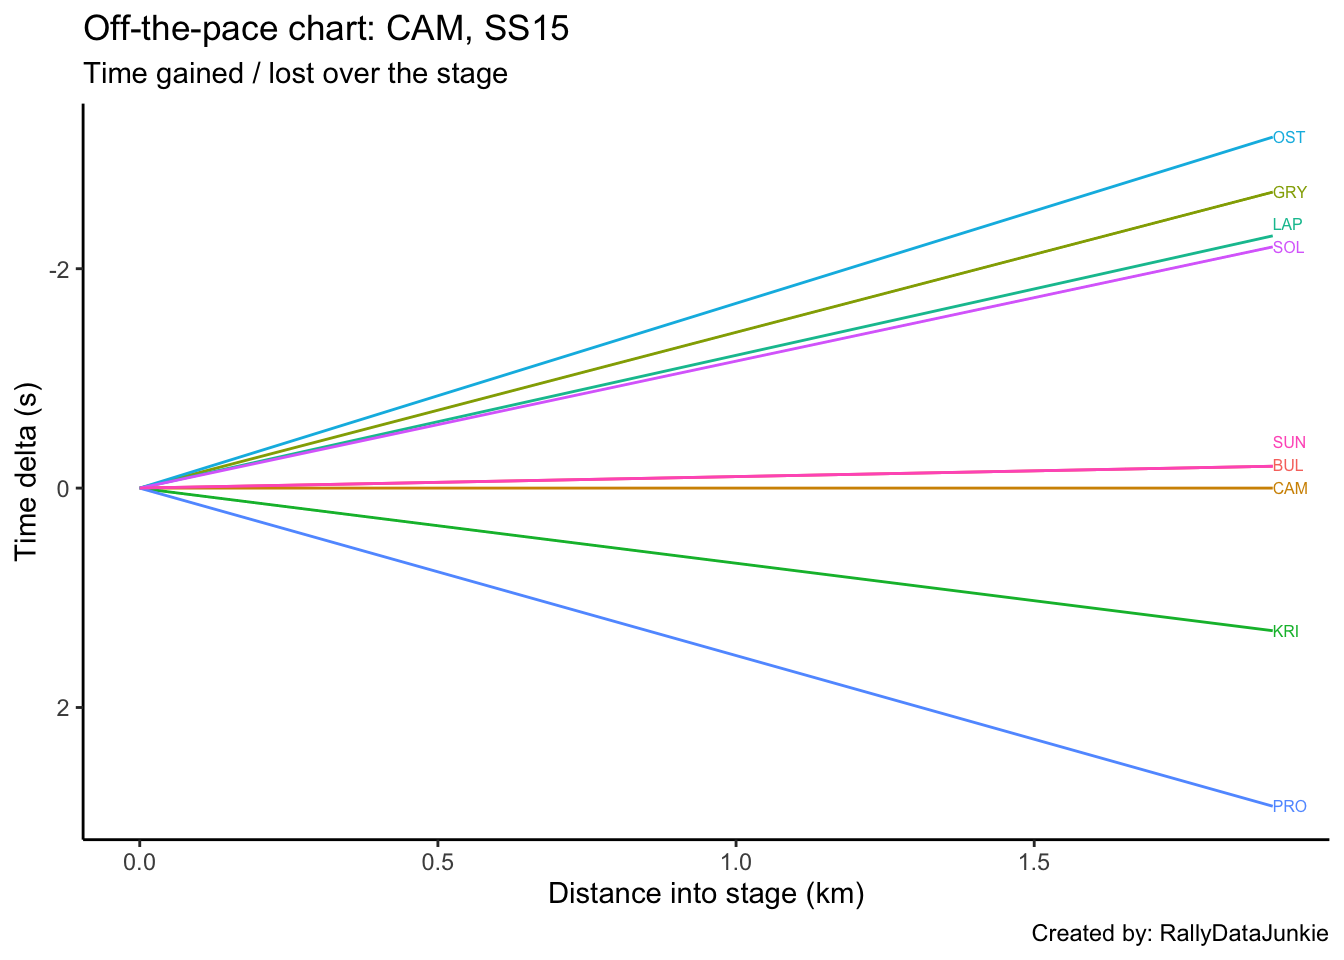 Off-the-pace chart: CAM, SS15
Time gained / lost over the stage
OST
GRY
LAP
SOL
-2
SUN
BUL
0
CAM
KRI
2
PRO
Time delta (s)
0.0 0.5 1.0 1.5
Distance into stage (km)
Created by: RallyDataJunkie